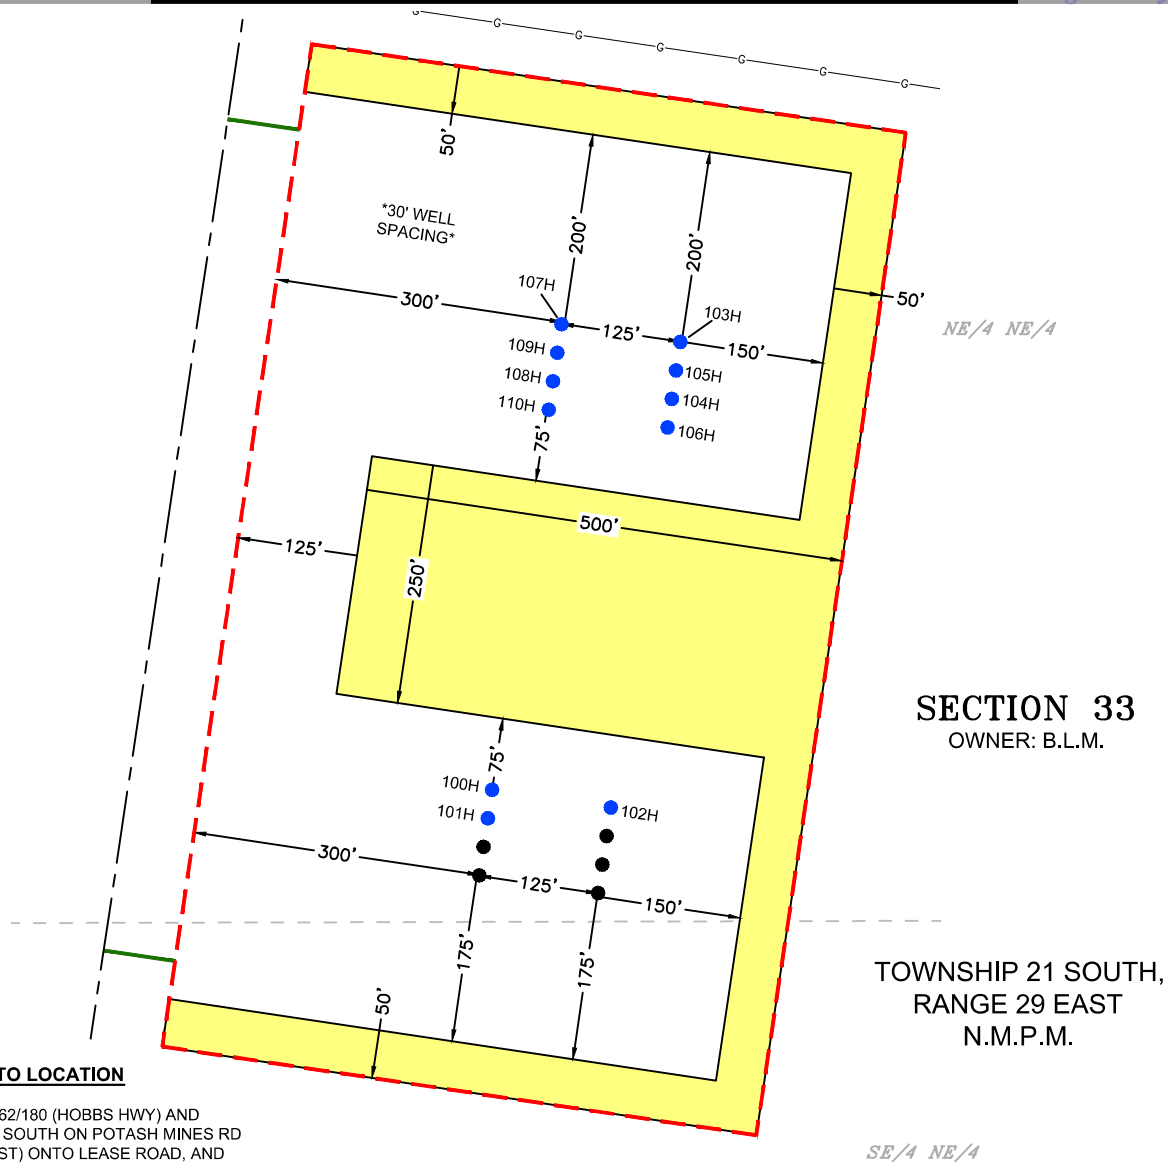 G G G G G G G
50'
*30' WELL
SPACING*
200'
200'
107H
103H
300'
125'
150'
50'
NE/4 NE/4
109H
108H
110H
105H
104H
106H
75'
500'
125'
250'
SECTION 33
OWNER: B.L.M.
75'
100H
101H
102H
300'
125'
150'
175'
175'
50'
TOWNSHIP 21 SOUTH,
RANGE 29 EAST
N.M.P.M.
TO LOCATION
62/180 (HOBBS HWY) AND
SOUTH ON POTASH MINES RD
ST) ONTO LEASE ROAD, AND
SE/4 NE/4